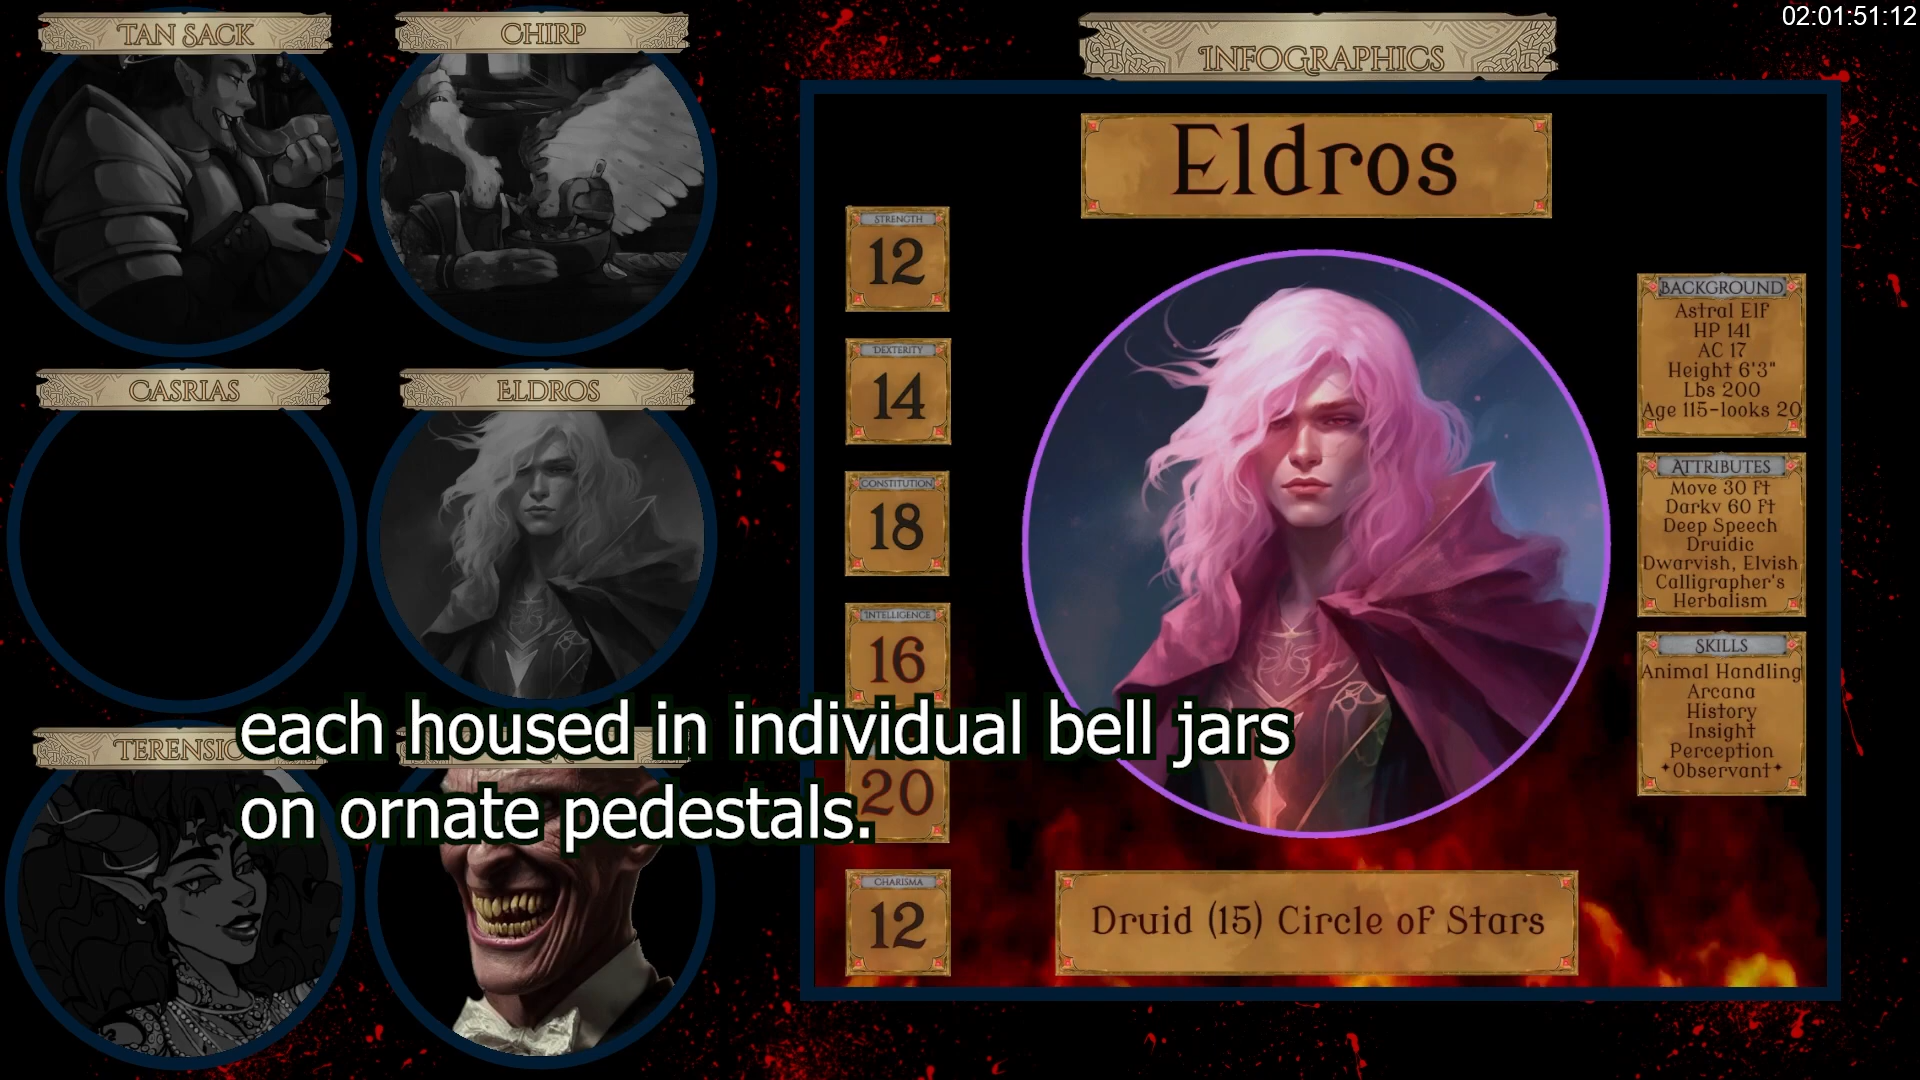 02:01:51:12
TAN SACK
CHIRP
INFOGRAPHICS
Eldros
STRENGTH
12
DEXTERITY
14
CONSTITUTION
18
INTELLIGENCE
16
20
CHARISMA
12
BACKGROUND
Astral Elf
HP 141
AC 17
Height 6'3"
Lbs 200
Age 115-looks 20
ATTRIBUTES
Move 30 ft
Darkv 60 ft
Deep Speech
Druidic
Dwarvish, Elvish
Calligrapher's
Herbalism
SKILLS
Animal Handling
Arcana
History
Insight
Perception
*Observant*
Druid (15) Circle of Stars
CASRIAS
ELDROS
TERENSIO
each housed in individual bell jars
on ornate pedestals.